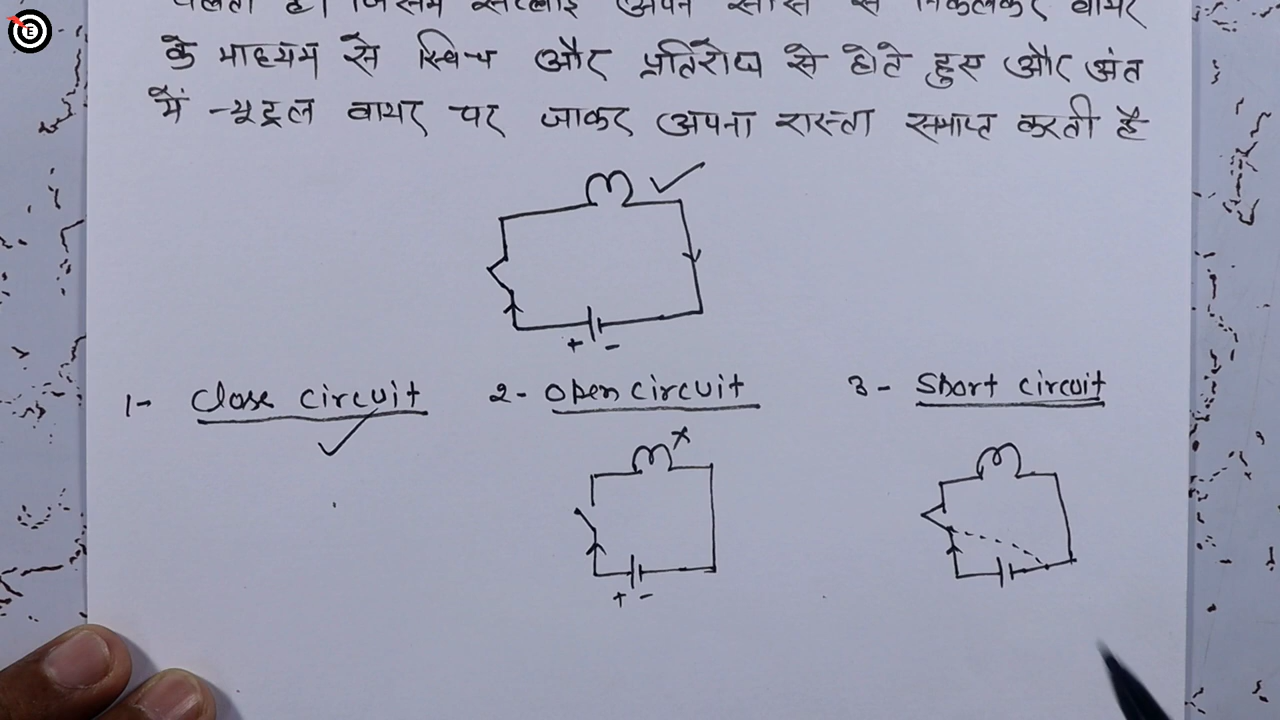 के माध्यम से स्विच और प्रतिरोध से होते हुए और अंत
में न्यूट्रल वायर पर जाकर अपना रास्ता समाप्त करती है
+ -
1- Close circuit 2- Open circuit 3- Short circuit
+ -
E